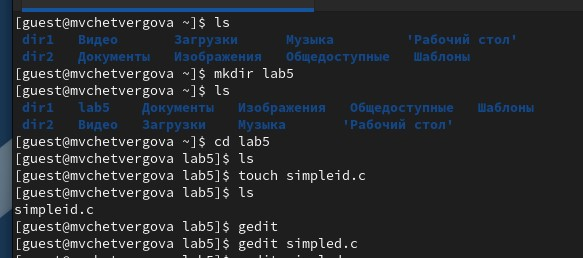 [guest@mvchetvergova ~]$ ls
dir1 Видео Загрузки Музыка 'Рабочий стол'
dir2 Документы Изображения Общедоступные Шаблоны
[guest@mvchetvergova ~]$ mkdir lab5
[guest@mvchetvergova ~]$ ls
dir1 lab5 Документы Изображения Общедоступные Шаблоны
dir2 Видео Загрузки Музыка 'Рабочий стол'
[guest@mvchetvergova ~]$ cd lab5
[guest@mvchetvergova lab5]$ ls
[guest@mvchetvergova lab5]$ touch simpleid.c
[guest@mvchetvergova lab5]$ ls
simpleid.c
[guest@mvchetvergova lab5]$ gedit
[guest@mvchetvergova lab5]$ gedit simpled.c